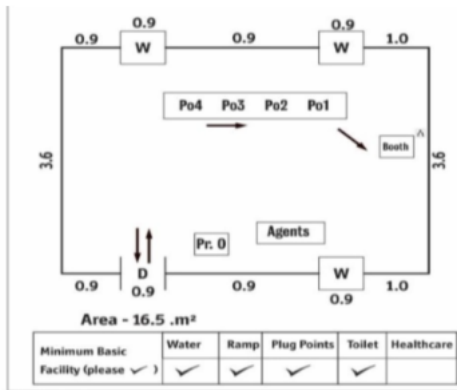 0.9 0.9
0.9 W 0.9 W 1.0
Po4 Po3 Po2 Po1
Booth
3.6 3.6
Agents
Pr. 0
0.9 D 0.9 W 1.0
0.9 0.9
Area - 16.5 .m²
Minimum Basic Facility (please ✓ ) Water Ramp Plug Points Toilet Healthcare
✓ ✓ ✓ ✓